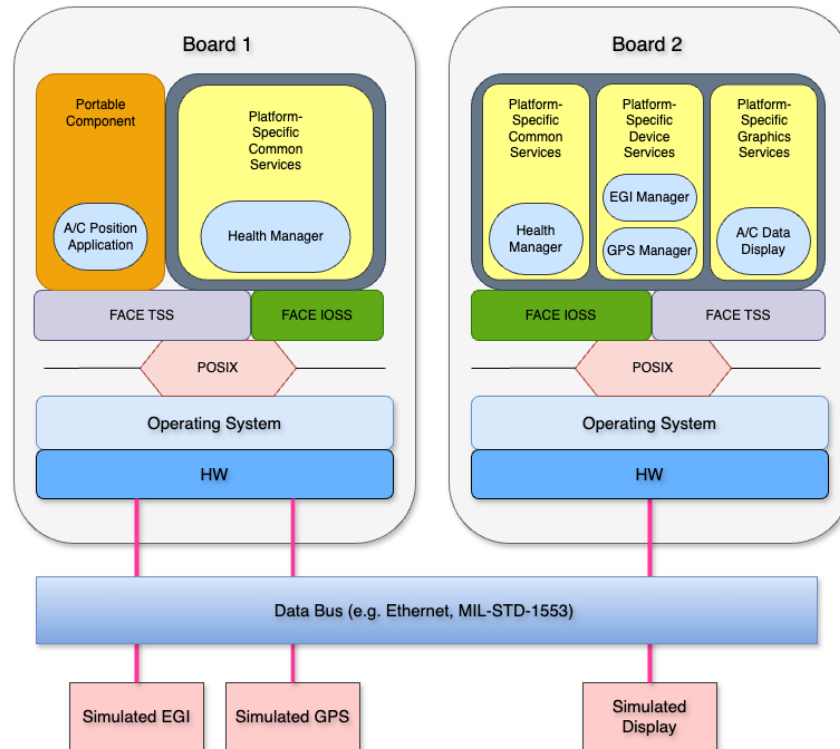 Board 1
Portable
Component
A/C Position
Application
Platform-
Specific
Common
Services
Health Manager
FACE TSS
FACE IOSS
POSIX
Operating System
HW
Board 2
Platform-
Specific
Common
Services
Health
Manager
Platform-
Specific
Device
Services
EGI Manager
GPS Manager
Platform-
Specific
Graphics
Services
A/C Data
Display
FACE IOSS
FACE TSS
POSIX
Operating System
HW
Data Bus (e.g. Ethernet, MIL-STD-1553)
Simulated EGI
Simulated GPS
Simulated
Display